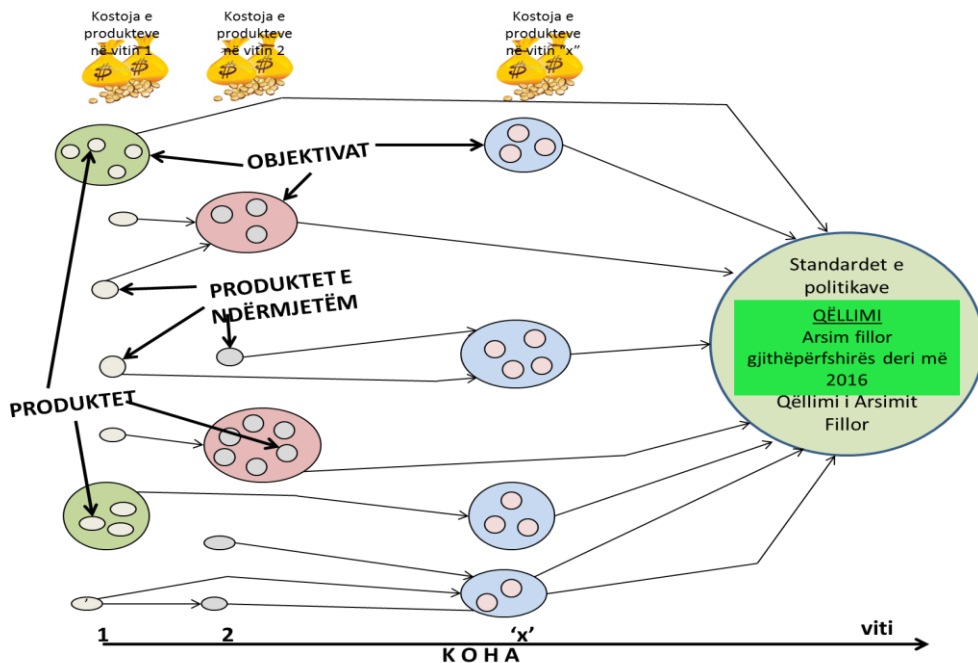 Kostoja e
produkteve
në vitin 1
Kostoja e
produkteve
në vitin 2
Kostoja e
produkteve
në vitin “x”
OBJEKTIVAT
PRODUKTET E
NDËRMJETËM
PRODUKTET
Standardet e
politikave
QËLLIMI
Arsim fillor
gjithëpërfshirës deri më
2016
Qëllimi i Arsimit
Fillor
1
2
‘x’
viti
K O H A